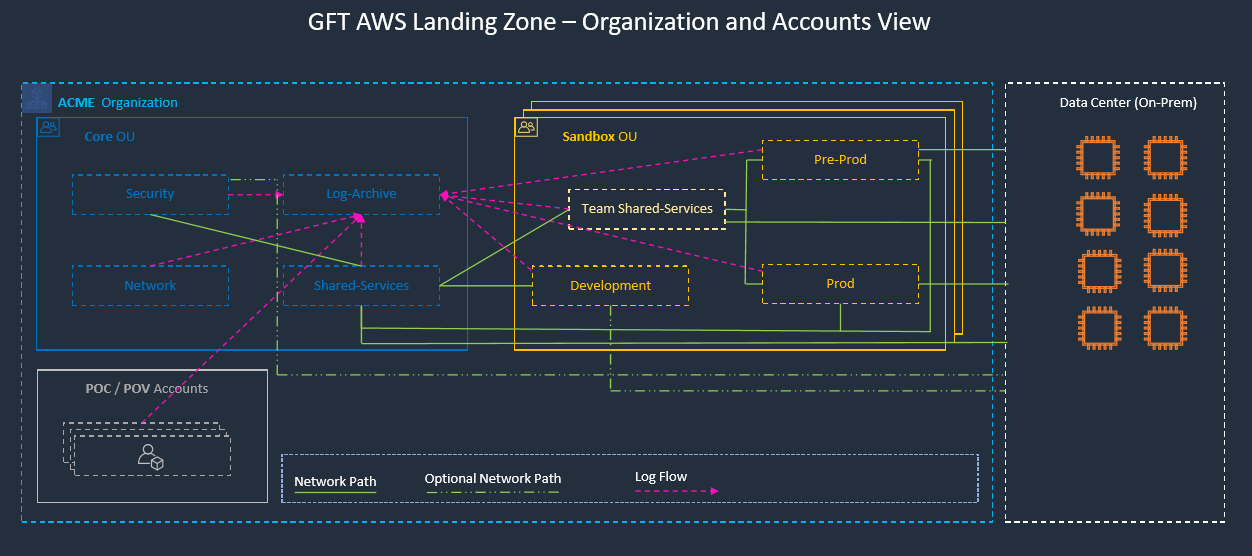 GFT AWS Landing Zone – Organization and Accounts View
ACME Organization
Data Center (On-Prem)
Core OU
Sandbox OU
Pre-Prod
Security
Log-Archive
Team Shared-Services
Network
Shared-Services
Development
Prod
POC / POV Accounts
Network Path
Optional Network Path
Log Flow